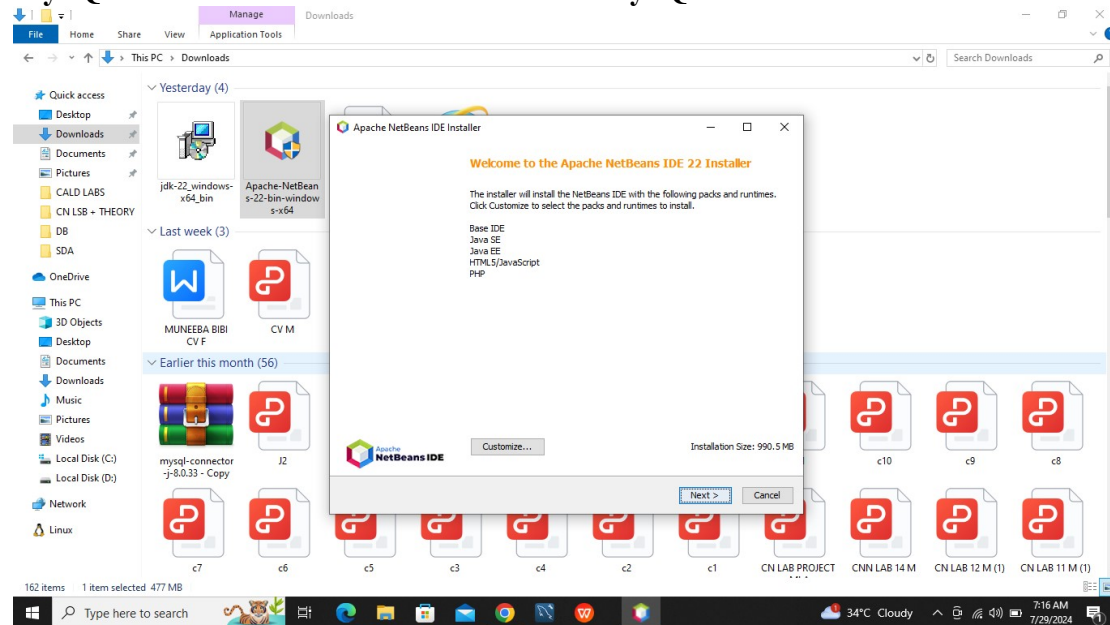 Manage
Downloads
File
Home
Share
View
Application Tools
This PC > Downloads
Search Downloads
Quick access
Desktop
Downloads
Documents
Pictures
CALD LABS
CN LSB + THEORY
DB
SDA
OneDrive
This PC
3D Objects
Desktop
Documents
Downloads
Music
Pictures
Videos
Local Disk (C:)
Local Disk (D:)
Network
Linux
Yesterday (4)
jdk-22_windows-
x64_bin
Apache-NetBean
s-22-bin-window
s-x64
Last week (3)
MUNEEBA BIBI
CV F
CV M
Earlier this month (56)
mysql-connector
-j-8.0.33 - Copy
J2
c10
c9
c8
c7
c6
c5
c3
c4
c2
c1
CN LAB PROJECT
CNN LAB 14 M
CN LAB 12 M (1)
CN LAB 11 M (1)
Apache NetBeans IDE Installer
Welcome to the Apache NetBeans IDE 22 Installer
The installer will install the NetBeans IDE with the following packs and runtimes.
Click Customize to select the packs and runtimes to install.
Base IDE
Java SE
Java EE
HTML5/JavaScript
PHP
Apache
NetBeans IDE
Customize...
Installation Size: 990.5 MB
Next >
Cancel
162 items
1 item selected 477 MB
Type here to search
34°C Cloudy
7:16 AM
7/29/2024